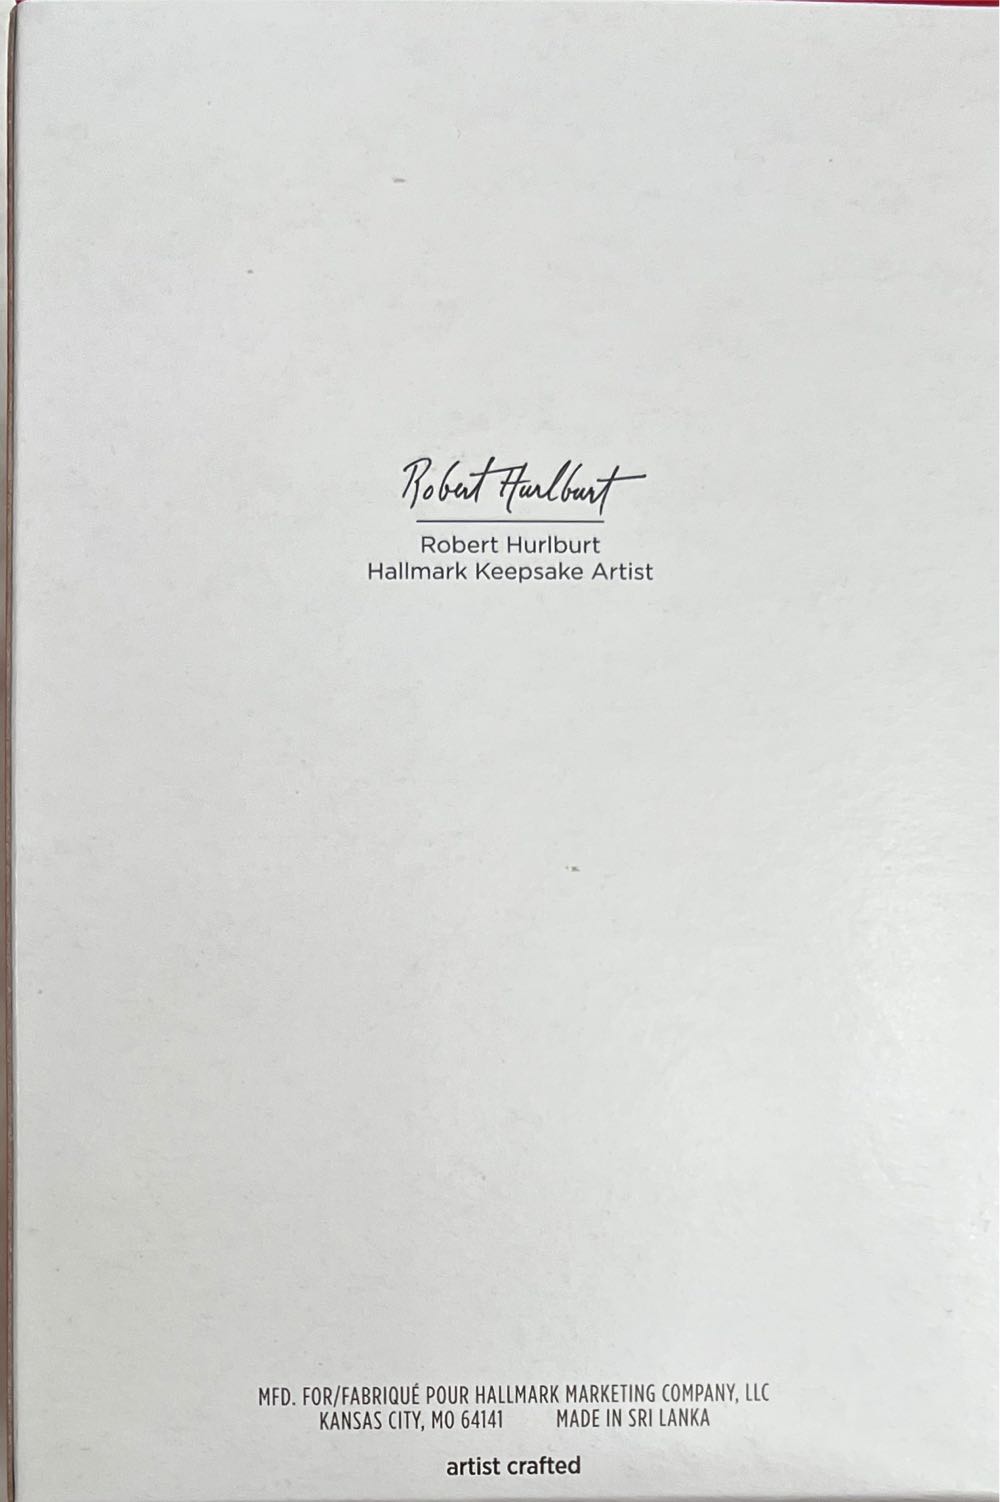 Robert Hurlburt
Robert Hurlburt
Hallmark Keepsake Artist
MFD. FOR/FABRIQUÉ POUR HALLMARK MARKETING COMPANY, LLC
KANSAS CITY, MO 64141 MADE IN SRI LANKA
artist crafted